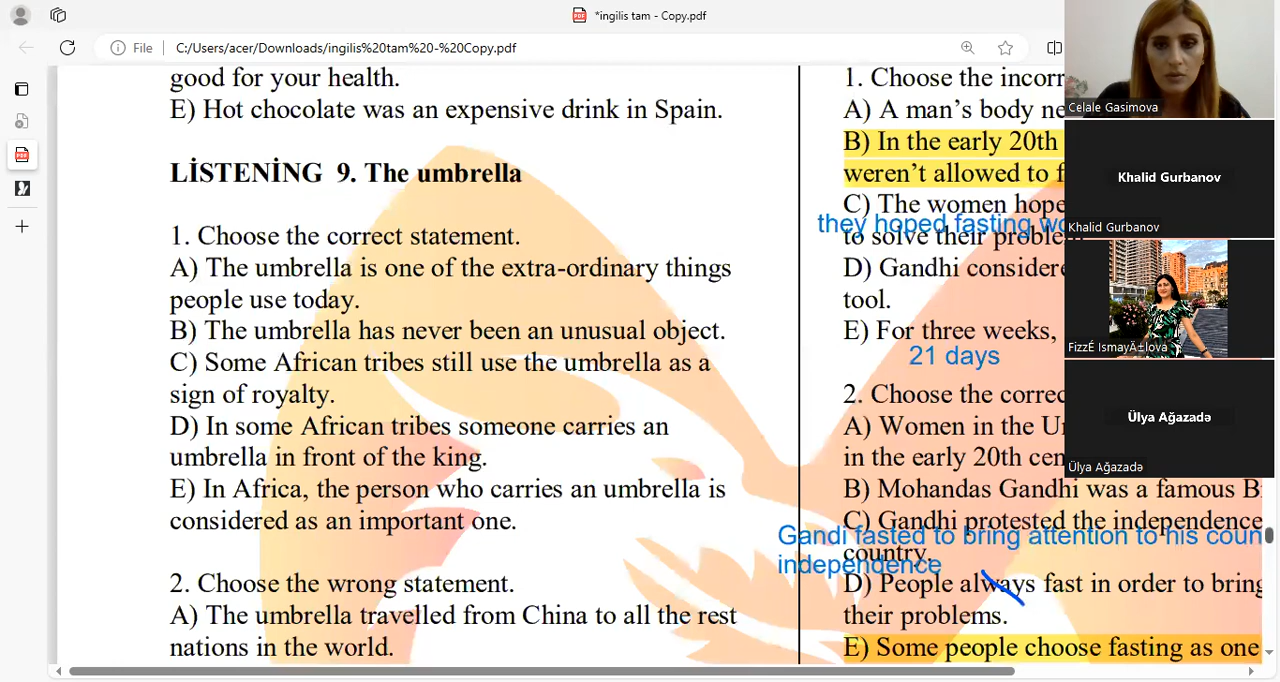 *ingilis tam - Copy.pdf
File
C:/Users/acer/Downloads/ingilis%20tam%20-%20Copy.pdf
good for your health.
E) Hot chocolate was an expensive drink in Spain.
LİSTENİNG 9. The umbrella
1. Choose the correct statement.
A) The umbrella is one of the extra-ordinary things
people use today.
B) The umbrella has never been an unusual object.
C) Some African tribes still use the umbrella as a
sign of royalty.
D) In some African tribes someone carries an
umbrella in front of the king.
E) In Africa, the person who carries an umbrella is
considered as an important one.
2. Choose the wrong statement.
A) The umbrella travelled from China to all the rest
nations in the world.
1. Choose the incorr
A) A man's body ne
B) In the early 20th
weren't allowed to f
C) The women hope
they hoped fasting wo
to solve their problem
D) Gandhi considere
tool.
E) For three weeks,
21 days
2. Choose the correc
A) Women in the Un
in the early 20th cen
B) Mohandas Gandhi was a famous B
C) Gandhi protested the independence
Gandi fasted to bring attention to his coun
country.
independence
D) People always fast in order to bring
their problems.
E) Some people choose fasting as one
Celale Gasimova
Khalid Gurbanov
Khalid Gurbanov
FizzÉ IsmayÄ±lova
Ülya Ağazadə
Ülya Ağazadə